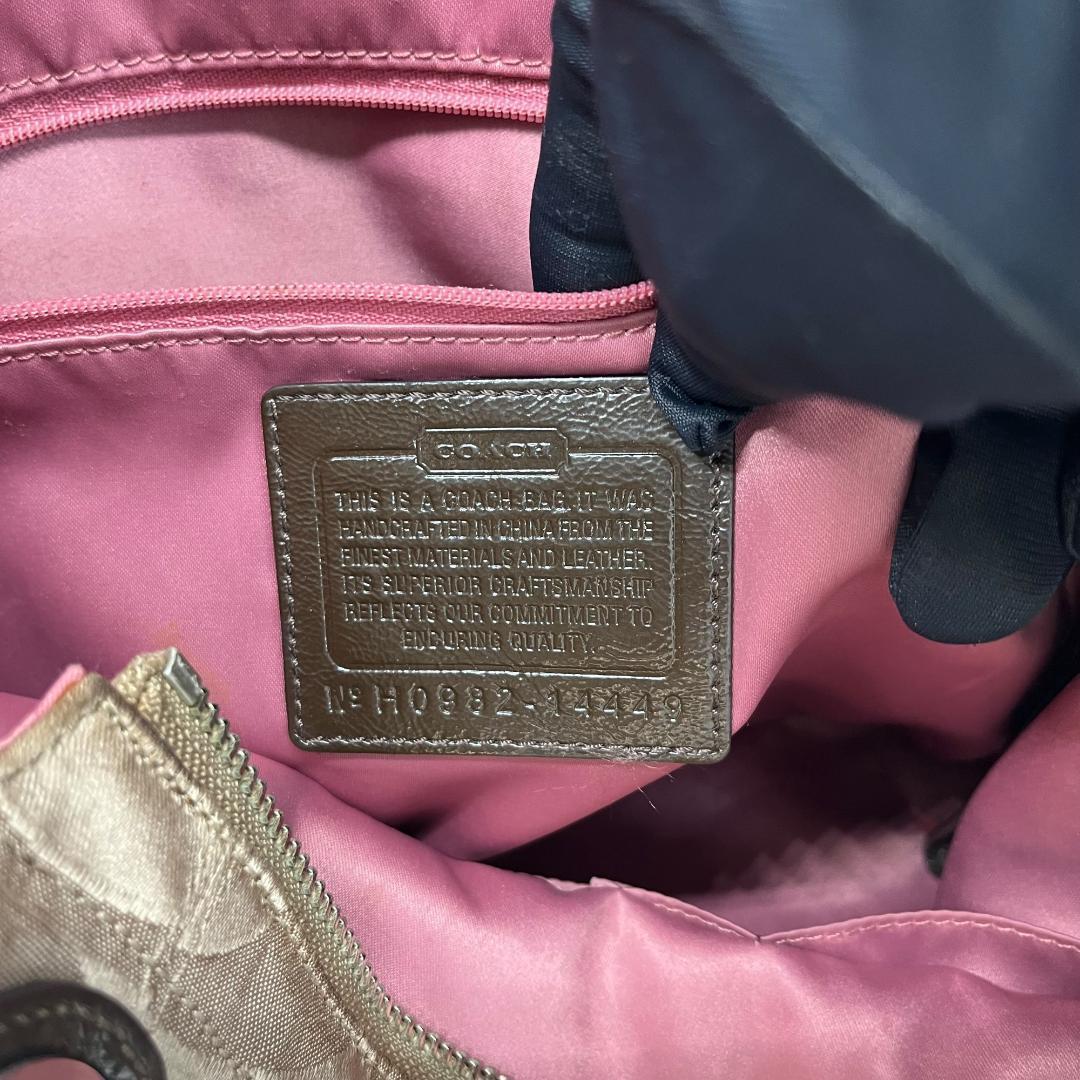 COACH
THIS IS A COACH BAG. IT WAS
HANDCRAFTED IN CHINA FROM THE
FINEST MATERIALS AND LEATHER.
ITS SUPERIOR CRAFTSMANSHIP
REFLECTS OUR COMMITMENT TO
ENDURING QUALITY.
Nº H0982-14449